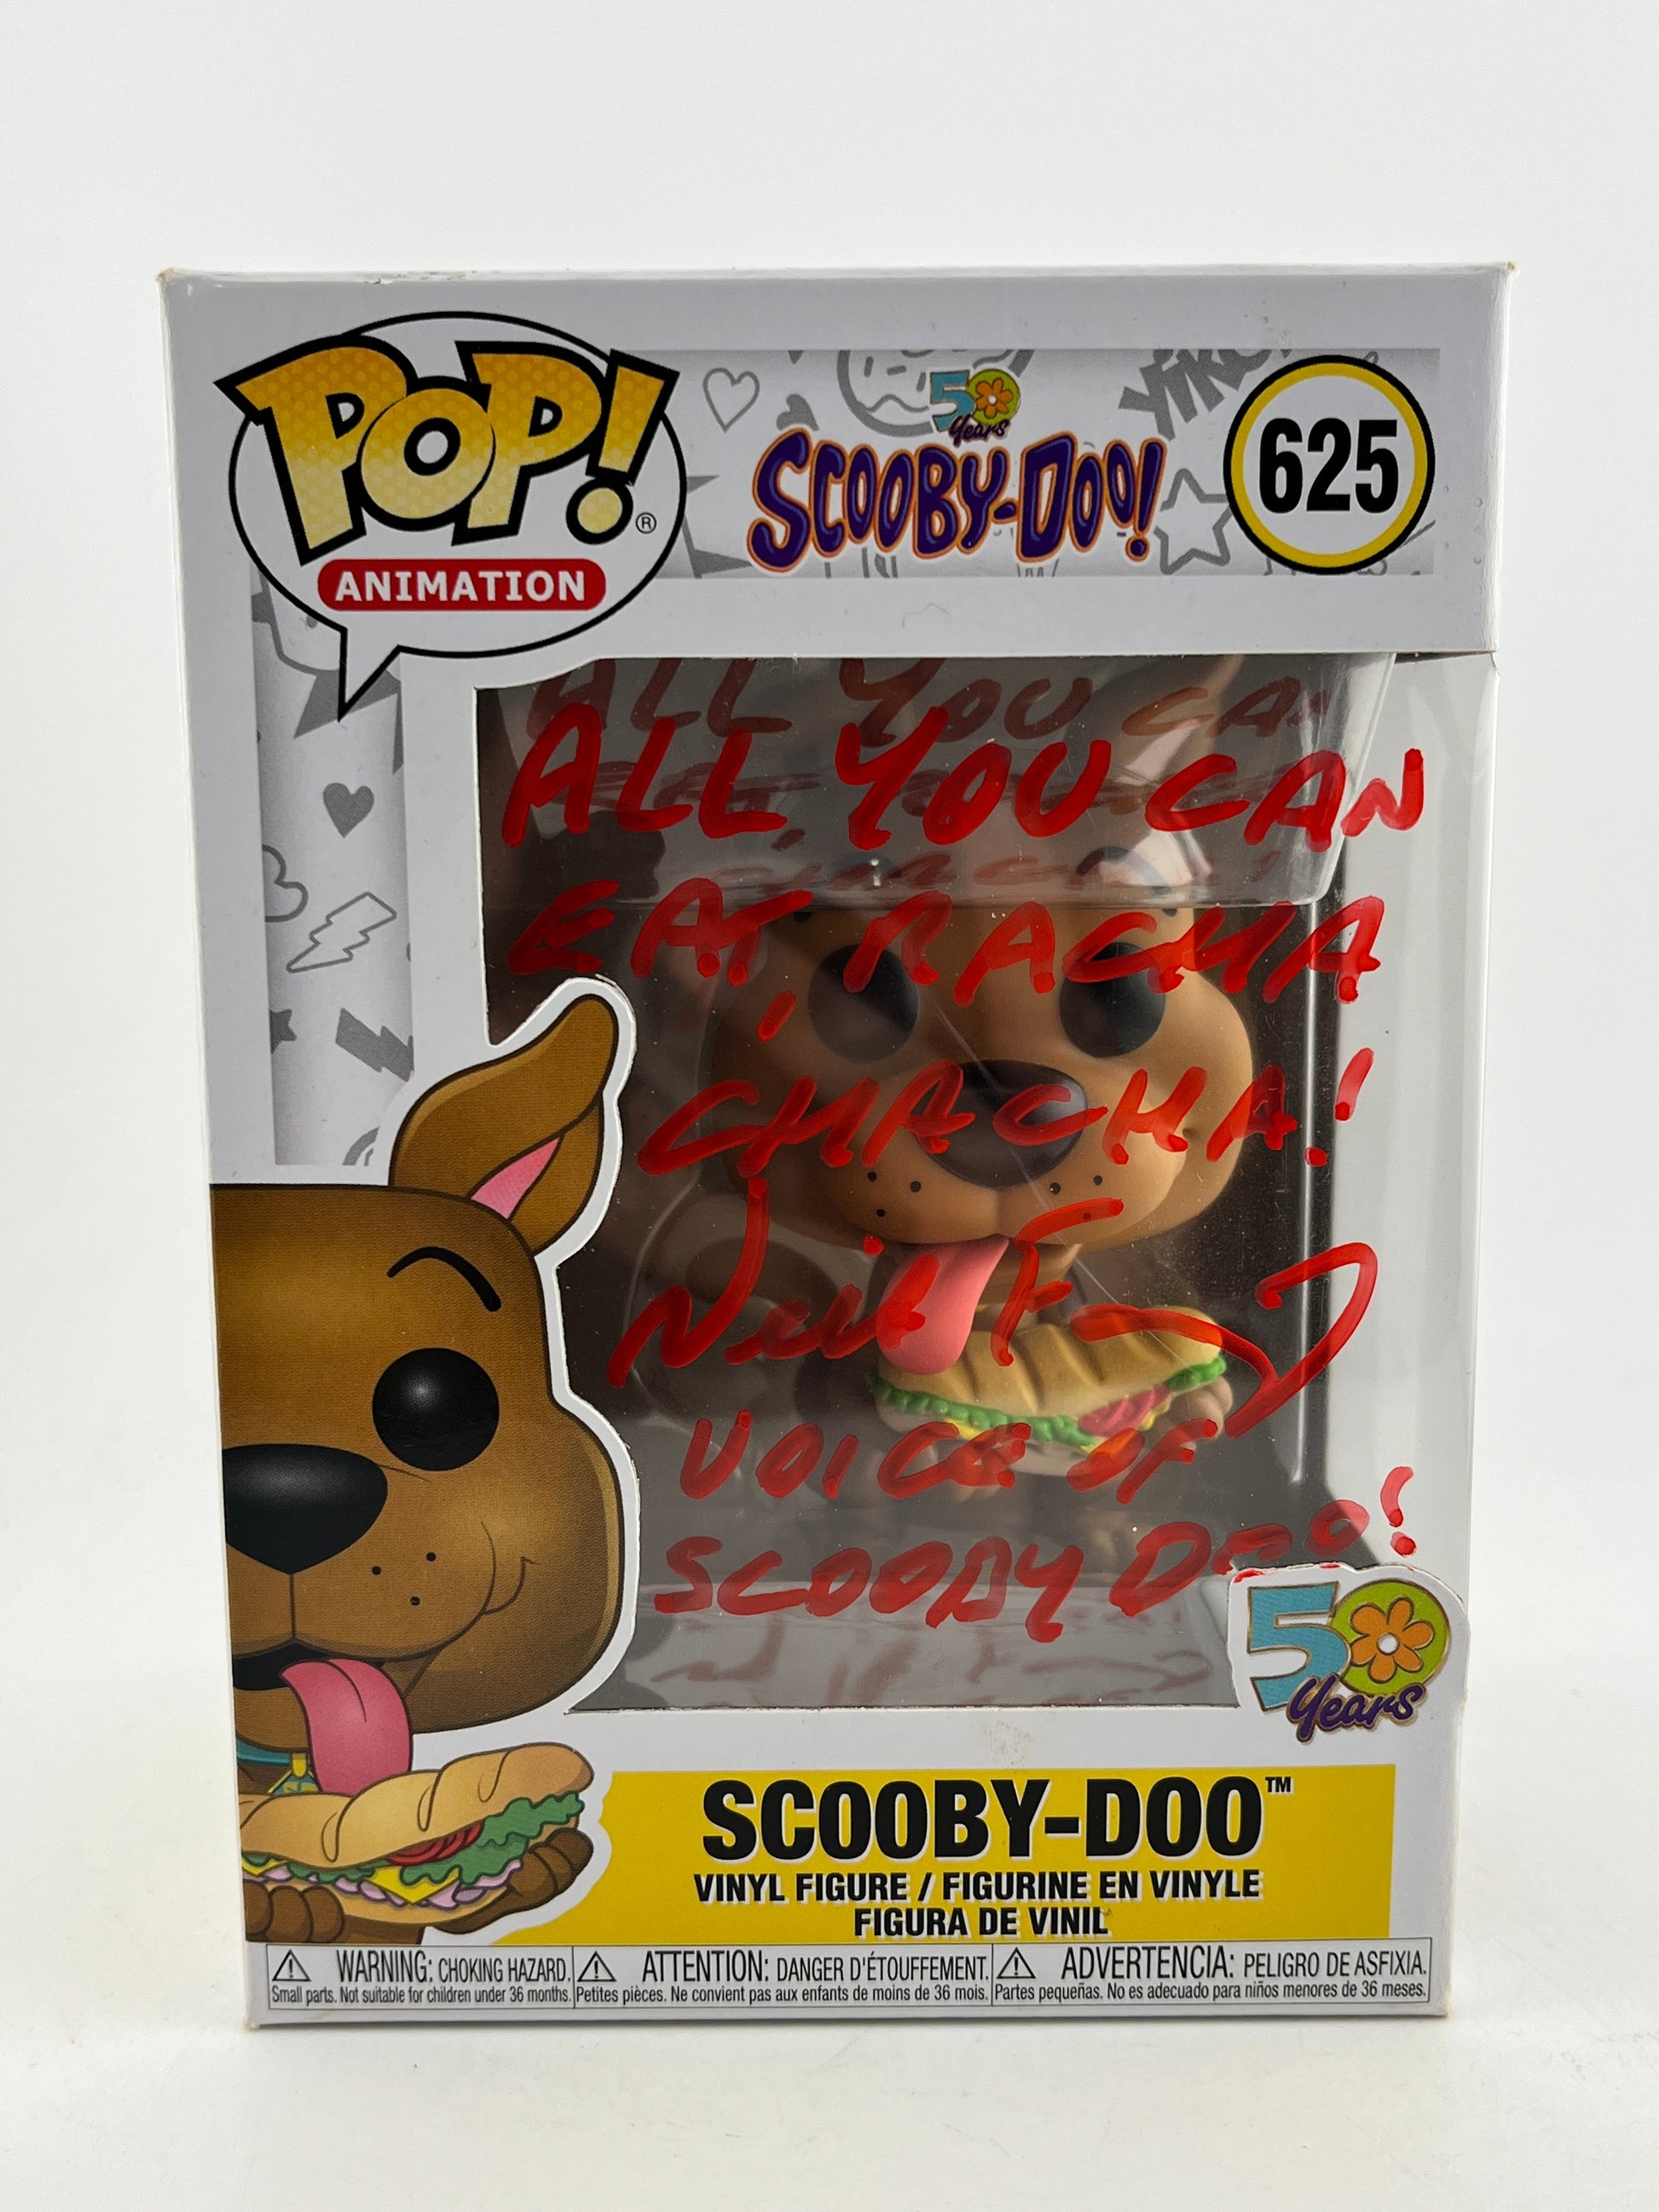 POP!®
ANIMATION
50
Years
SCOOBY-DOO!™
625
ALL YOU CAN
EAT, RACHA
CHACHA!
Neil F
VOICE OF
SCOOBY DOO!
50
Years
SCOOBY-DOO™
VINYL FIGURE / FIGURINE EN VINYLE
FIGURA DE VINIL
WARNING: CHOKING HAZARD.
Small parts. Not suitable for children under 36 months.
ATTENTION: DANGER D'ÉTOUFFEMENT.
Petites pièces. Ne convient pas aux enfants de moins de 36 mois.
ADVERTENCIA: PELIGRO DE ASFIXIA.
Partes pequeñas. No es adecuado para niños menores de 36 meses.